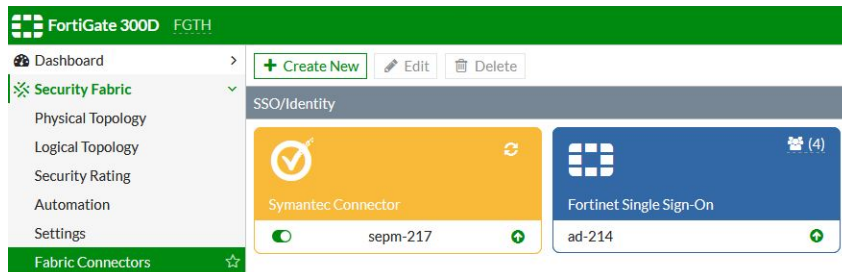 FortiGate 300D FGTH
Dashboard
Security Fabric
Physical Topology
Logical Topology
Security Rating
Automation
Settings
Fabric Connectors
+ Create New Edit Delete
SSO/Identity
Symantec Connector
sepm-217
(4)
Fortinet Single Sign-On
ad-214